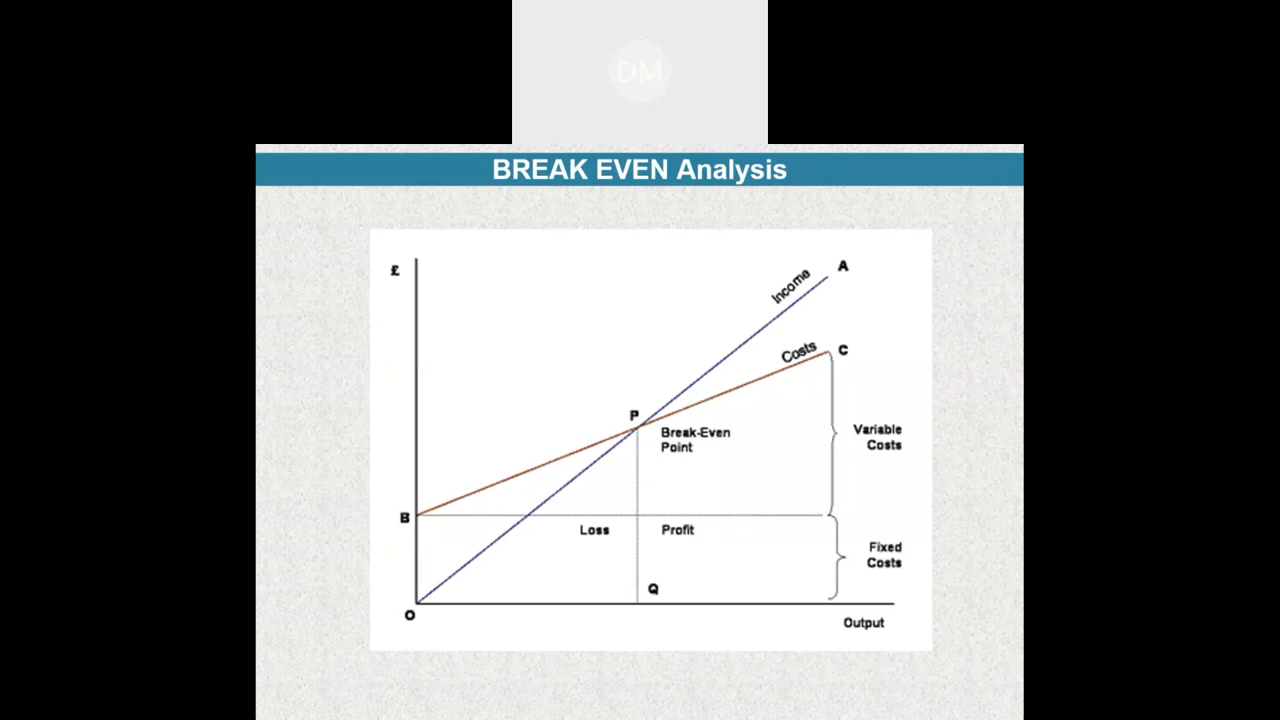 DM
BREAK EVEN Analysis
£
A
Income
Costs
C
P
Break-Even
Point
Variable
Costs
B
Loss
Profit
Fixed
Costs
Q
O
Output